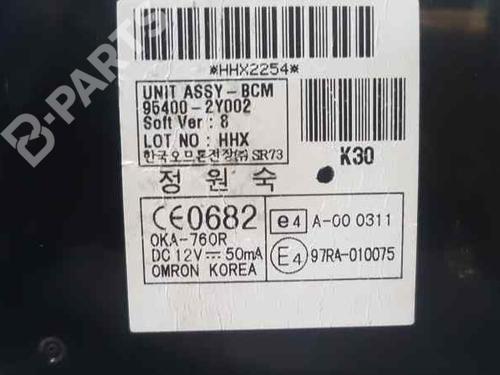 *HHX2254*
UNIT ASSY-BCM
95400-2Y002
Soft Ver : 8
LOT NO : HHX
한국오므론전장㈜ SR73
K30
정 원 숙
CE0682
OKA-760R
DC 12V ⎓ 50mA
OMRON KOREA
e4 A-00 0311
E4 97RA-010075
B-PARTS